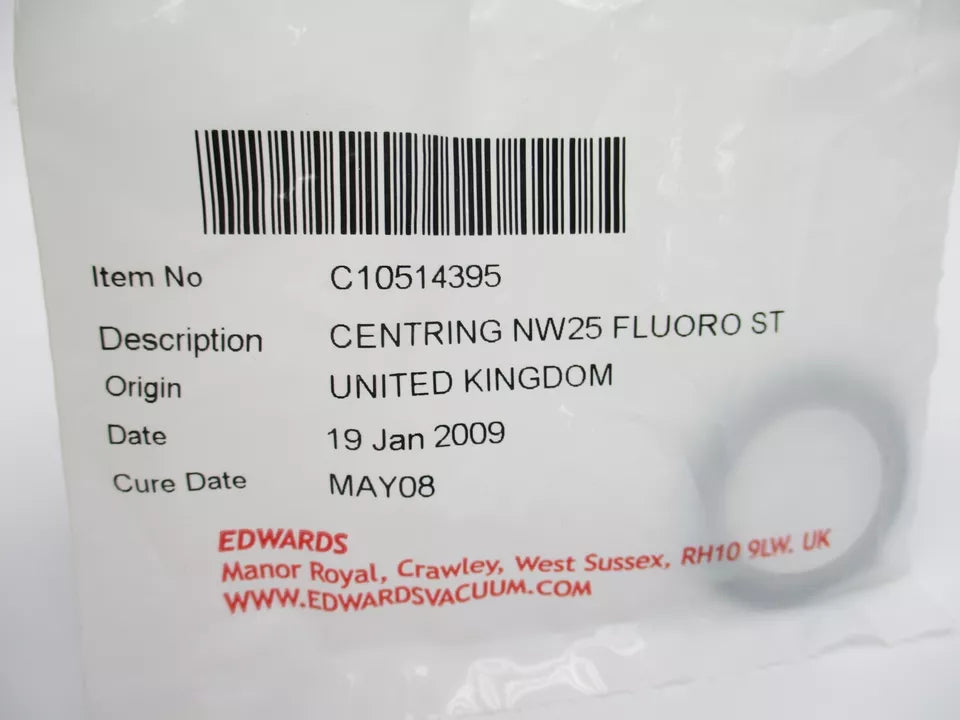 Item No C10514395
Description CENTRING NW25 FLUORO ST
Origin UNITED KINGDOM
Date 19 Jan 2009
Cure Date MAY08
EDWARDS
Manor Royal, Crawley, West Sussex, RH10 9LW. UK
WWW.EDWARDSVACUUM.COM